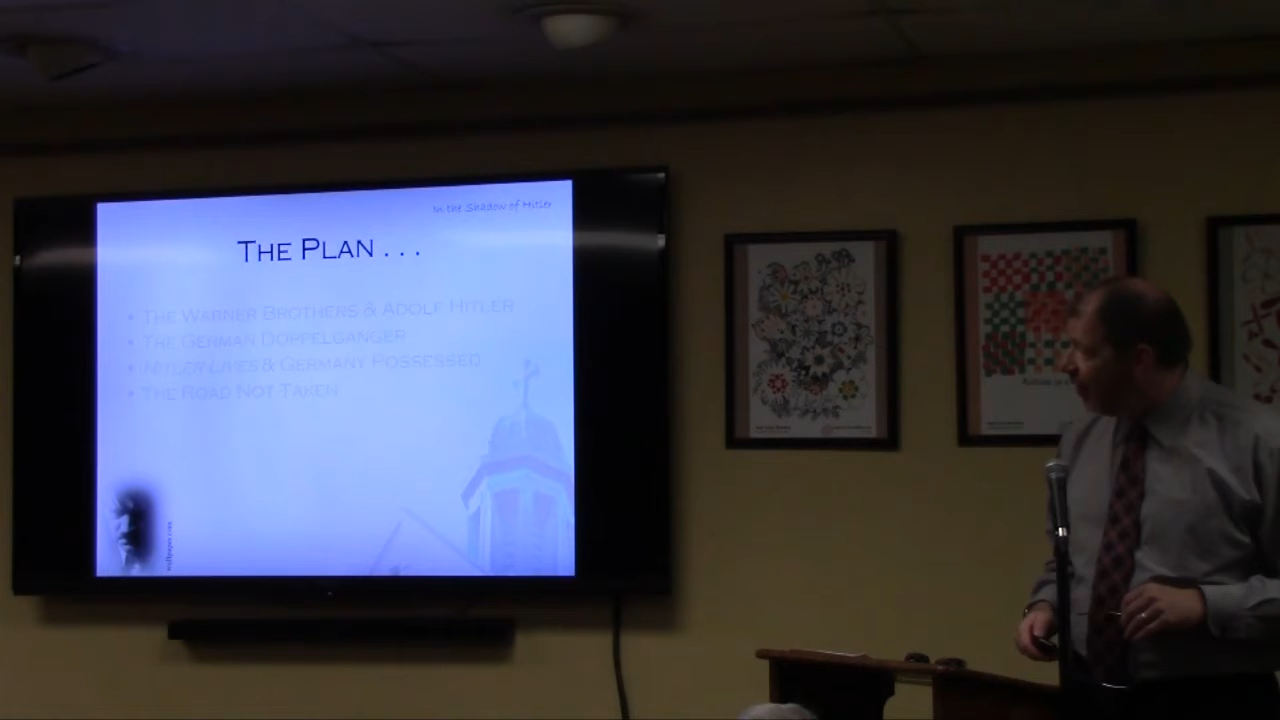 In the Shadow of Hitler
THE PLAN . . .
• THE WARNER BROTHERS & ADOLF HITLER
• THE GERMAN DOPPELGANGER
• HITLER LIVES & GERMANY POSSESSED
• THE ROAD NOT TAKEN